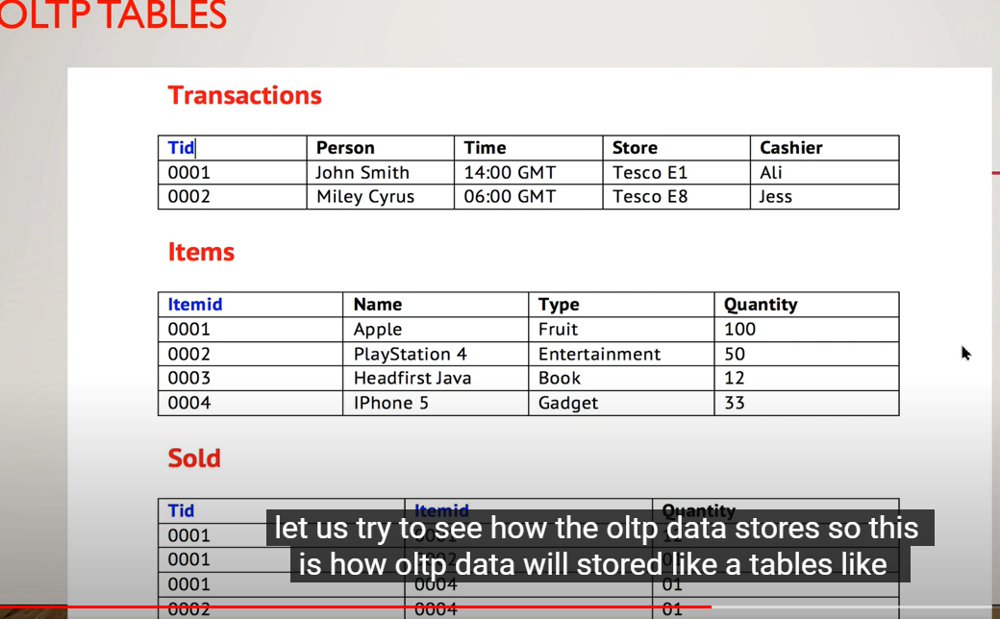 OLTP TABLES
Transactions
Tid Person Time Store Cashier
0001 John Smith 14:00 GMT Tesco E1 Ali
0002 Miley Cyrus 06:00 GMT Tesco E8 Jess
Items
Itemid Name Type Quantity
0001 Apple Fruit 100
0002 PlayStation 4 Entertainment 50
0003 Headfirst Java Book 12
0004 IPhone 5 Gadget 33
Sold
Tid Itemid Quantity
0001
0001
0001 0004 01
0002 0004 01
let us try to see how the oltp data stores so this
is how oltp data will stored like a tables like